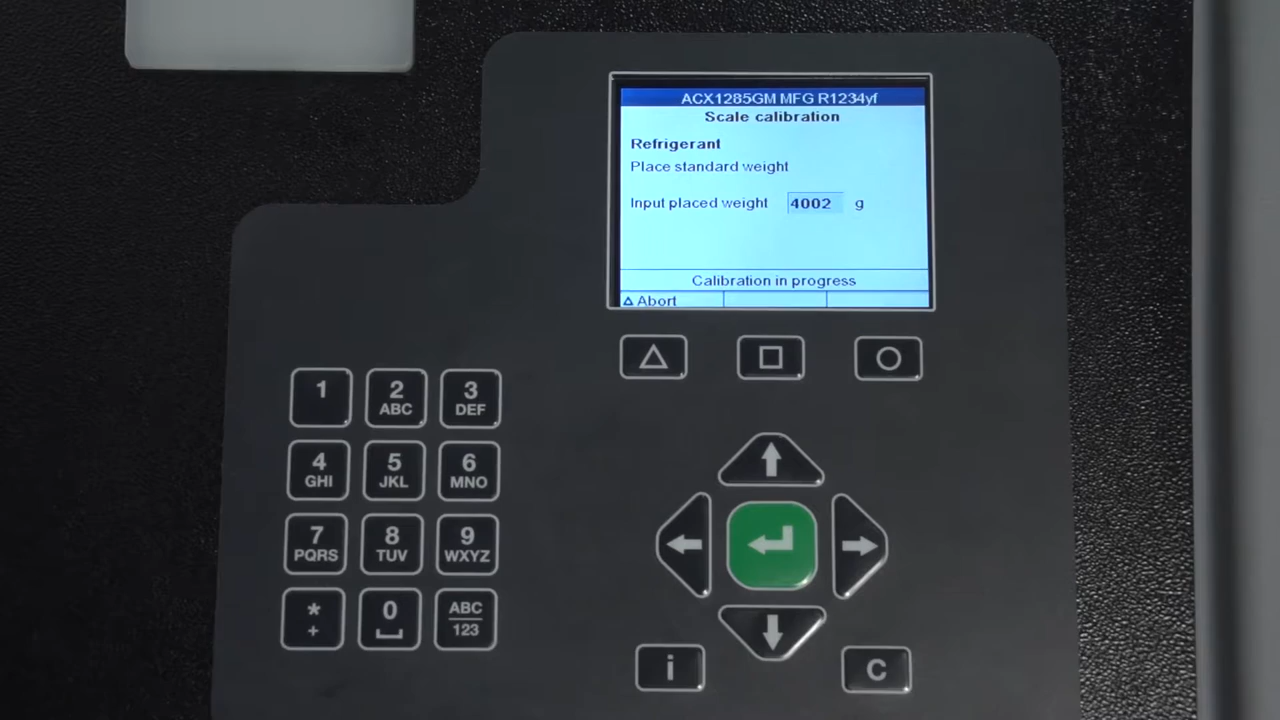 ACX1285GM MFG R1234yf
Scale calibration
Refrigerant
Place standard weight
Input placed weight 4002 g
Calibration in progress
△ Abort
1
2 ABC
3 DEF
4 GHI
5 JKL
6 MNO
7 PQRS
8 TUV
9 WXYZ
* +
0
ABC 123
i
C